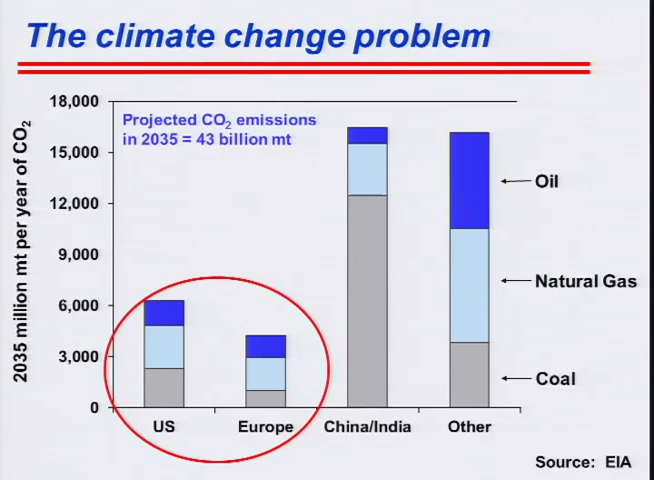 The climate change problem
18,000
15,000
12,000
9,000
6,000
3,000
0
2035 million mt per year of CO2
Projected CO2 emissions
in 2035 = 43 billion mt
Oil
Natural Gas
Coal
US
Europe
China/India
Other
Source: EIA